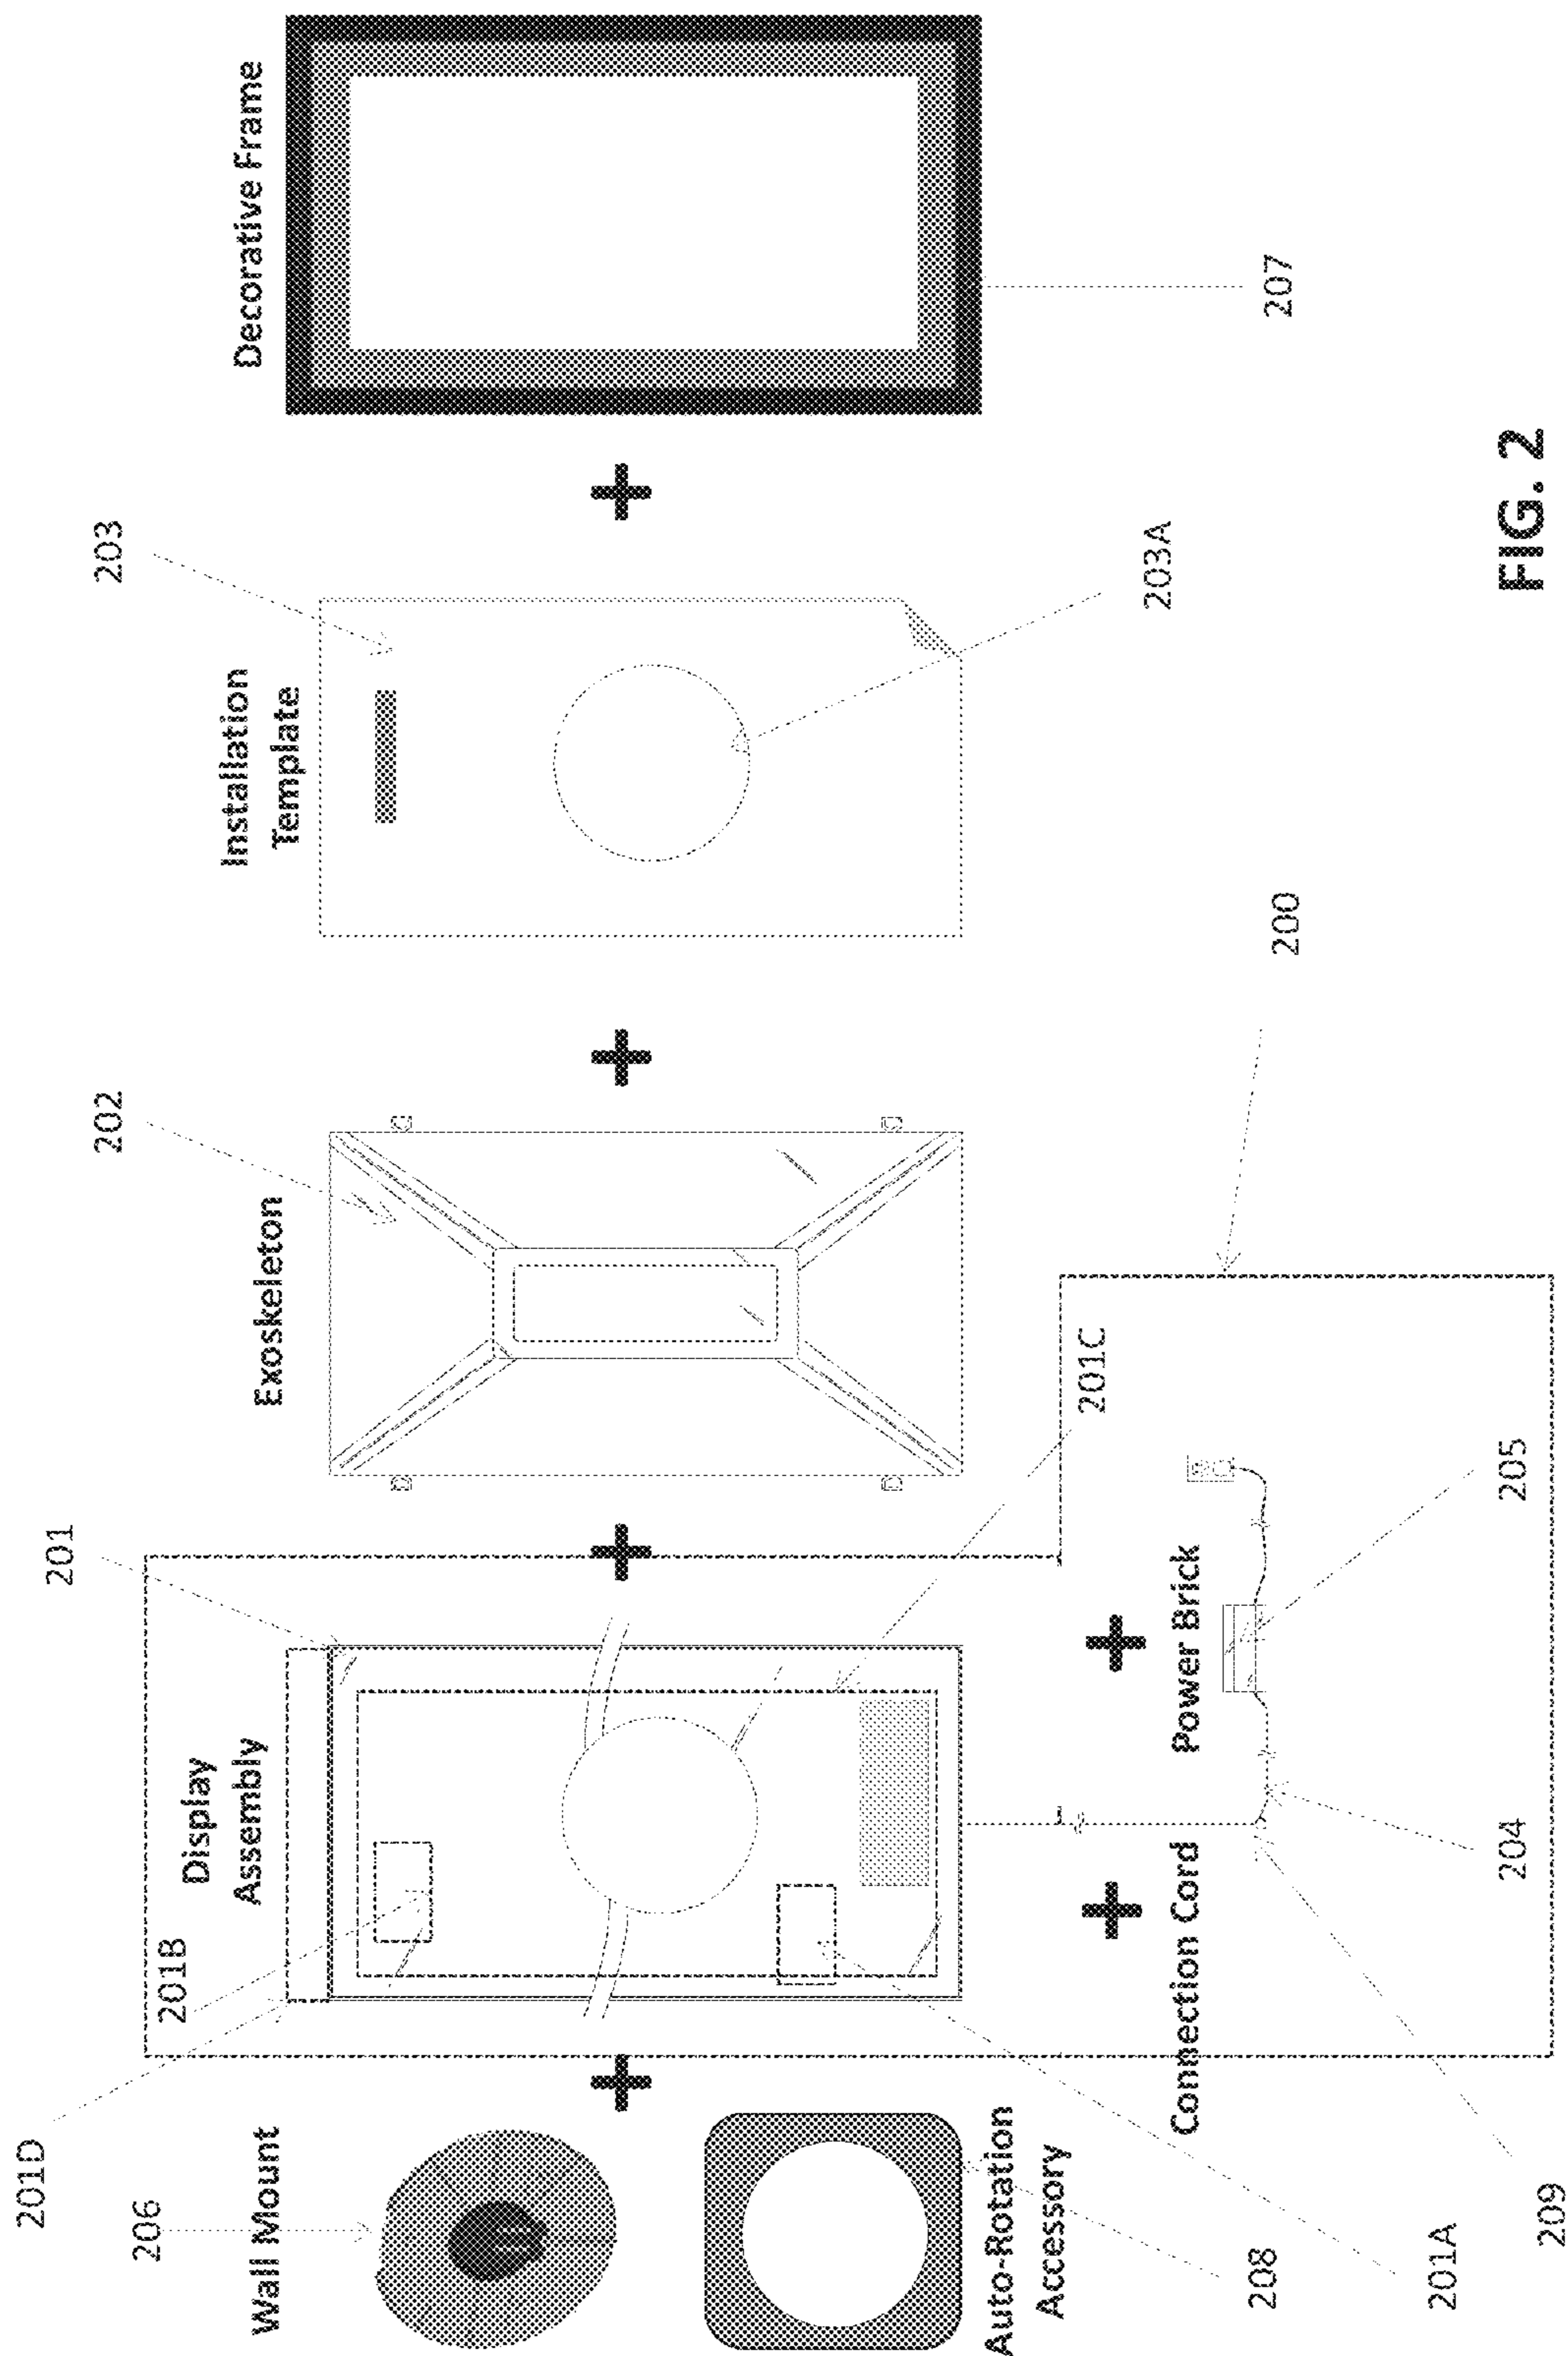 201D
206
Wall Mount
208
Auto-Rotation
Accessory
201A
209
201
201B
Display
Assembly
201C
Connection Cord
Power Brick
204
205
200
202
Exoskeleton
203
Installation
Template
203A
Decorative Frame
207
FIG. 2